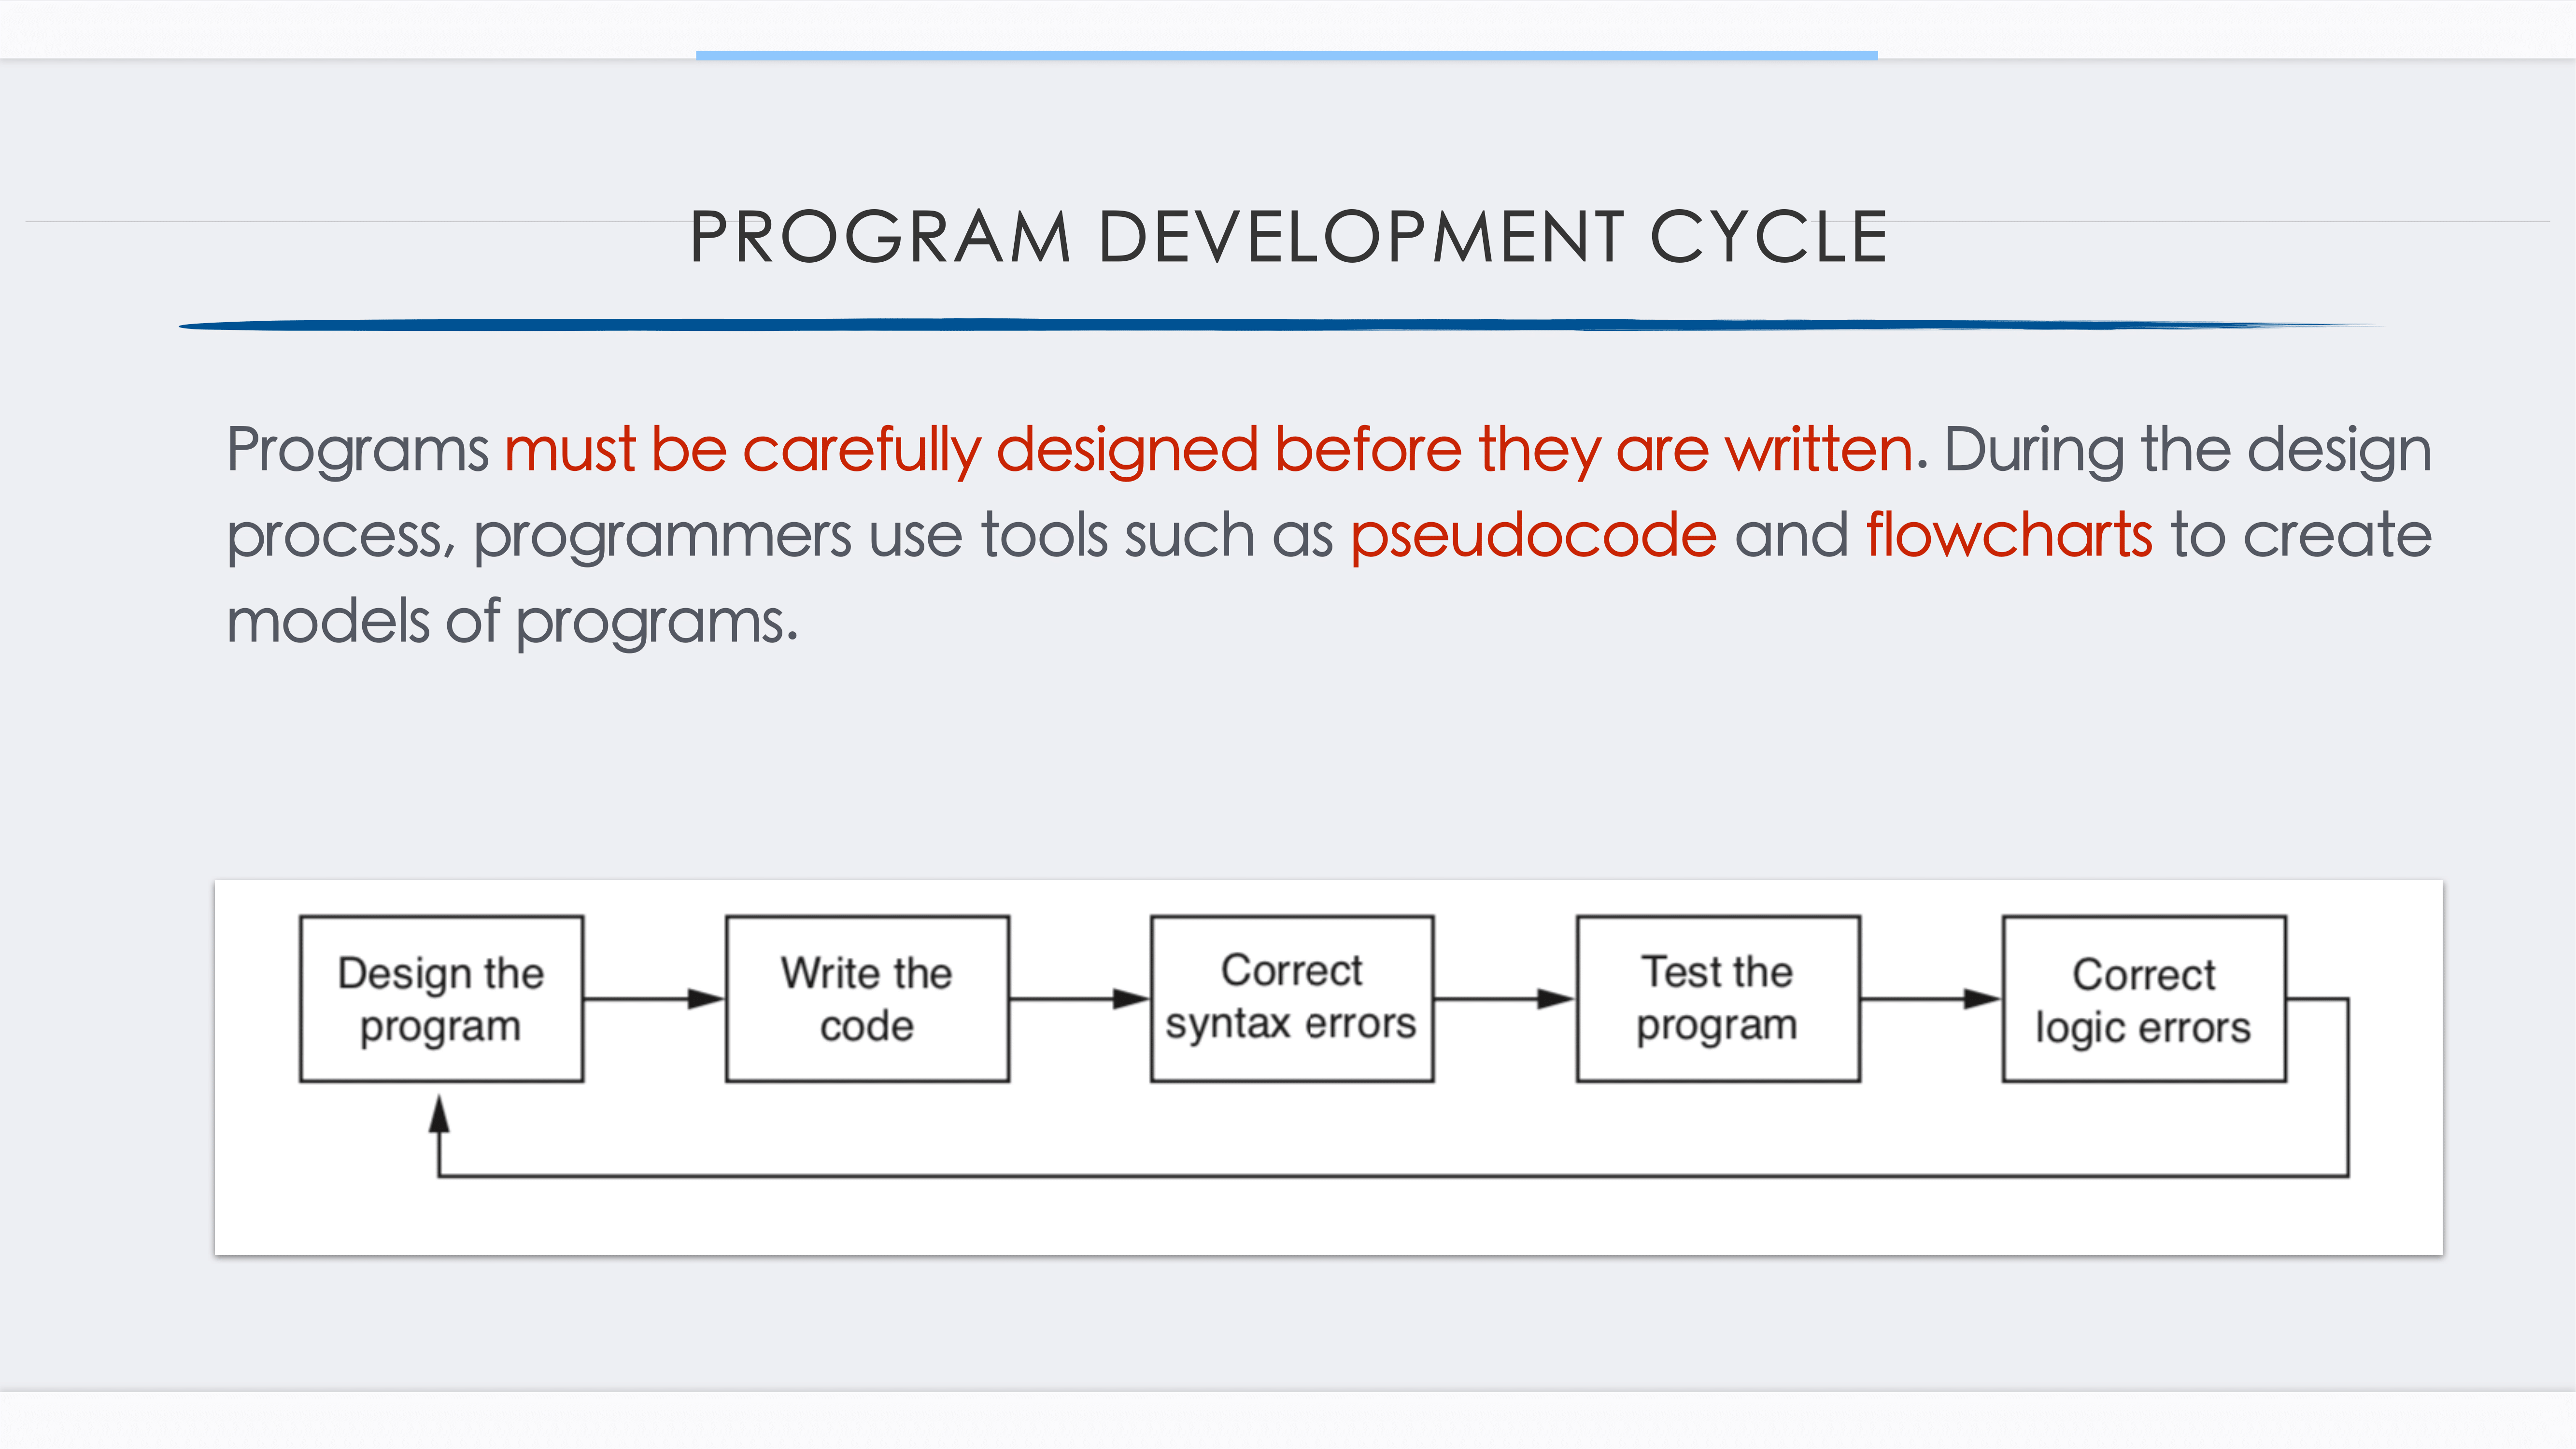 PROGRAM DEVELOPMENT CYCLE
Programs must be carefully designed before they are written. During the design
process, programmers use tools such as pseudocode and flowcharts to create
models of programs.
Design the
program
Write the
code
Correct
syntax errors
Test the
program
Correct
logic errors